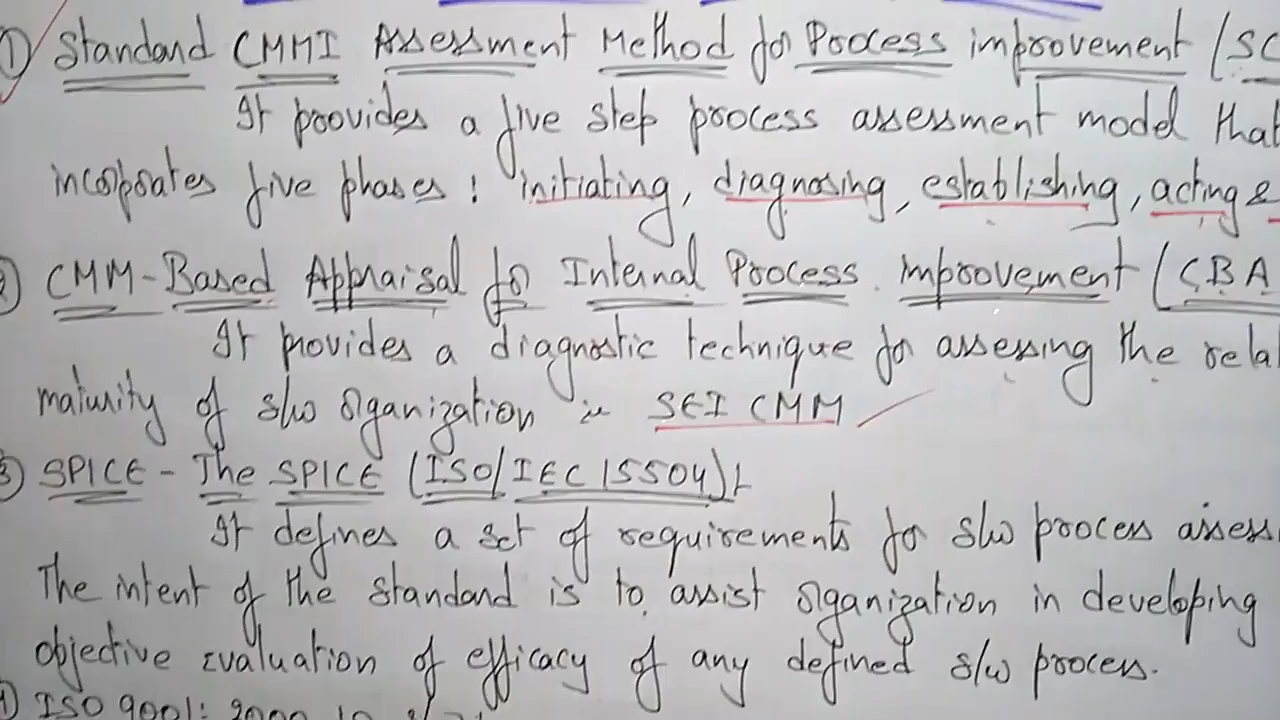 ① Standard CMMI Assessment Method for Process improvement (SC
It provides a five step process assessment model that
incorporates five phases : initiating, diagnosing, establishing, acting &
② CMM-Based Appraisal for Internal Process improvement (CBA
It provides a diagnostic technique for assessing the rela
maturity of s/w organization :- SEI CMM
③ SPICE - The SPICE (ISO/IEC 15504)
It defines a set of requirements for s/w process assess
The intent of the standard is to assist organization in developing
objective evaluation of efficacy of any defined s/w process.
ISO 9001: 2000